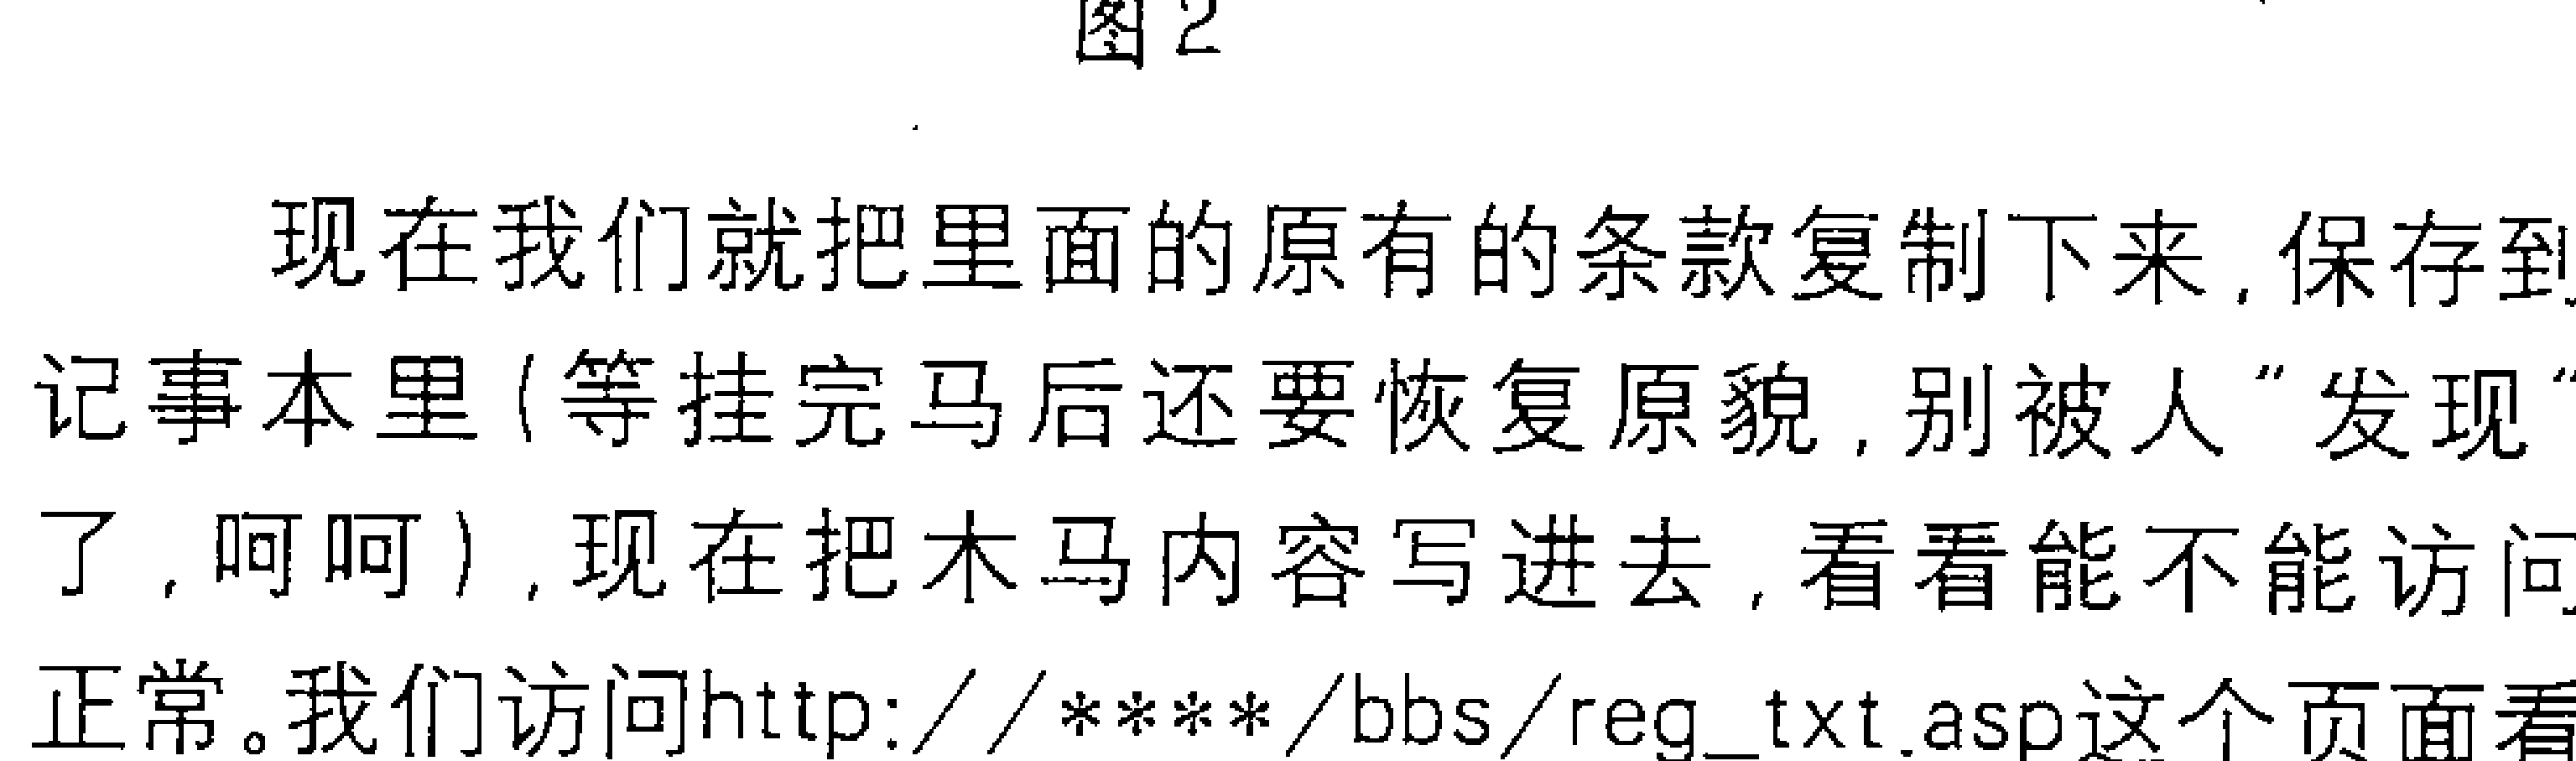 图2
现在我们就把里面的原有的条款复制下来,保存到
记事本里(等挂完马后还要恢复原貌,别被人"发现"
了,呵呵),现在把木马内容写进去,看看能不能访问
正常。我们访问http://****/bbs/reg_txt.asp这个页面看